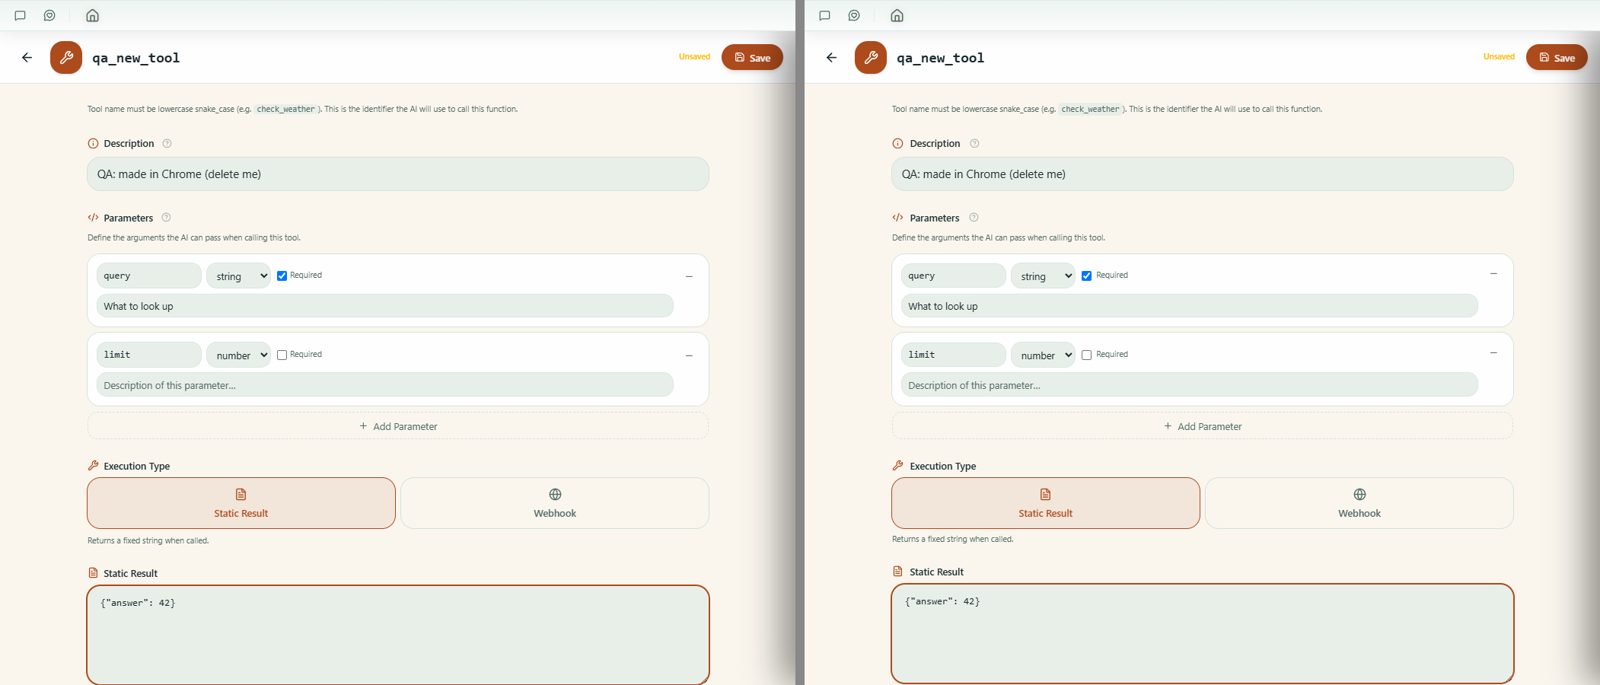 qa_new_tool
Unsaved
Save
Tool name must be lowercase snake_case (e.g. check_weather ). This is the identifier the AI will use to call this function.
Description
QA: made in Chrome (delete me)
Parameters
Define the arguments the AI can pass when calling this tool.
query
string
Required
What to look up
limit
number
Required
Description of this parameter...
+ Add Parameter
Execution Type
Static Result
Webhook
Returns a fixed string when called.
Static Result
{"answer": 42}
qa_new_tool
Unsaved
Save
Tool name must be lowercase snake_case (e.g. check_weather ). This is the identifier the AI will use to call this function.
Description
QA: made in Chrome (delete me)
Parameters
Define the arguments the AI can pass when calling this tool.
query
string
Required
What to look up
limit
number
Required
Description of this parameter...
+ Add Parameter
Execution Type
Static Result
Webhook
Returns a fixed string when called.
Static Result
{"answer": 42}